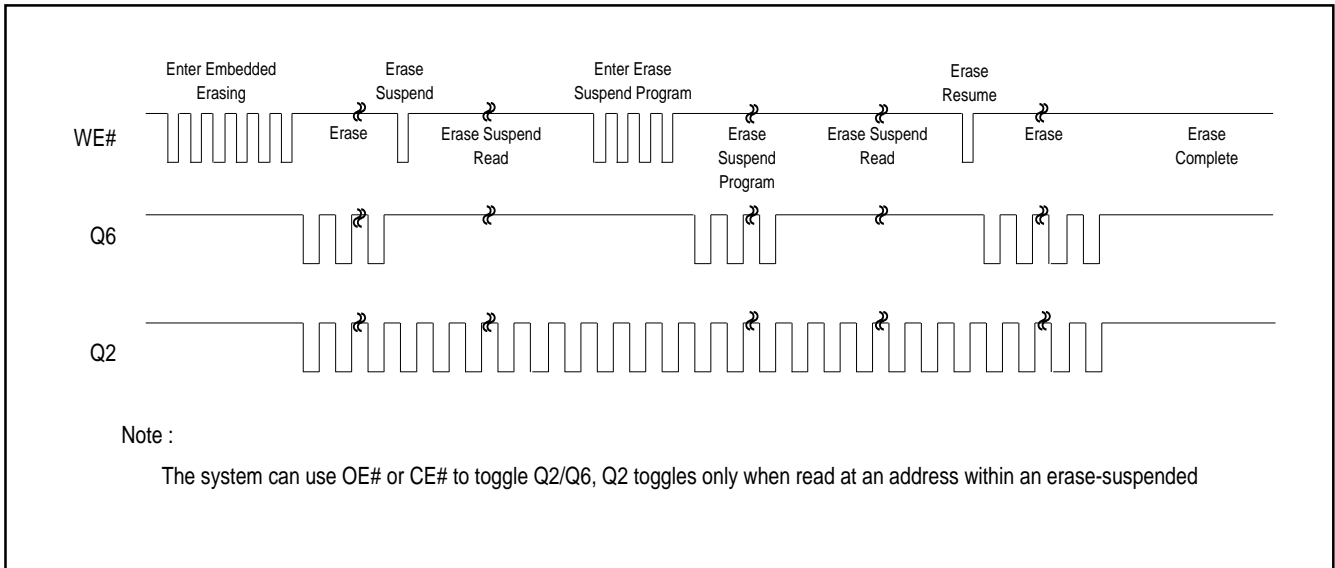 Enter Embedded
Erasing
Erase
Suspend
Enter Erase
Suspend Program
Erase
Resume
WE#
Erase
Erase Suspend
Read
Erase
Suspend
Program
Erase Suspend
Read
Erase
Erase
Complete
Q6
Q2
Note :
The system can use OE# or CE# to toggle Q2/Q6, Q2 toggles only when read at an address within an erase-suspended